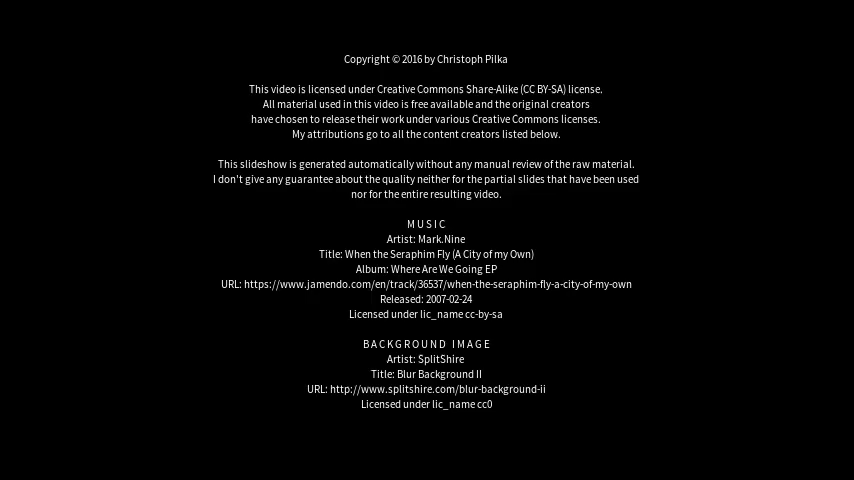 Copyright © 2016 by Christoph Pilka
This video is licensed under Creative Commons Share-Alike (CC BY-SA) license.
All material used in this video is free available and the original creators
have chosen to release their work under various Creative Commons licenses.
My attributions go to all the content creators listed below.
This slideshow is generated automatically without any manual review of the raw material.
I don't give any guarantee about the quality neither for the partial slides that have been used
nor for the entire resulting video.
MUSIC
Artist: Mark.Nine
Title: When the Seraphim Fly (A City of my Own)
Album: Where Are We Going EP
URL: https://www.jamendo.com/en/track/36537/when-the-seraphim-fly-a-city-of-my-own
Released: 2007-02-24
Licensed under lic_name cc-by-sa
BACKGROUND IMAGE
Artist: SplitShire
Title: Blur Background II
URL: http://www.splitshire.com/blur-background-ii
Licensed under lic_name cc0